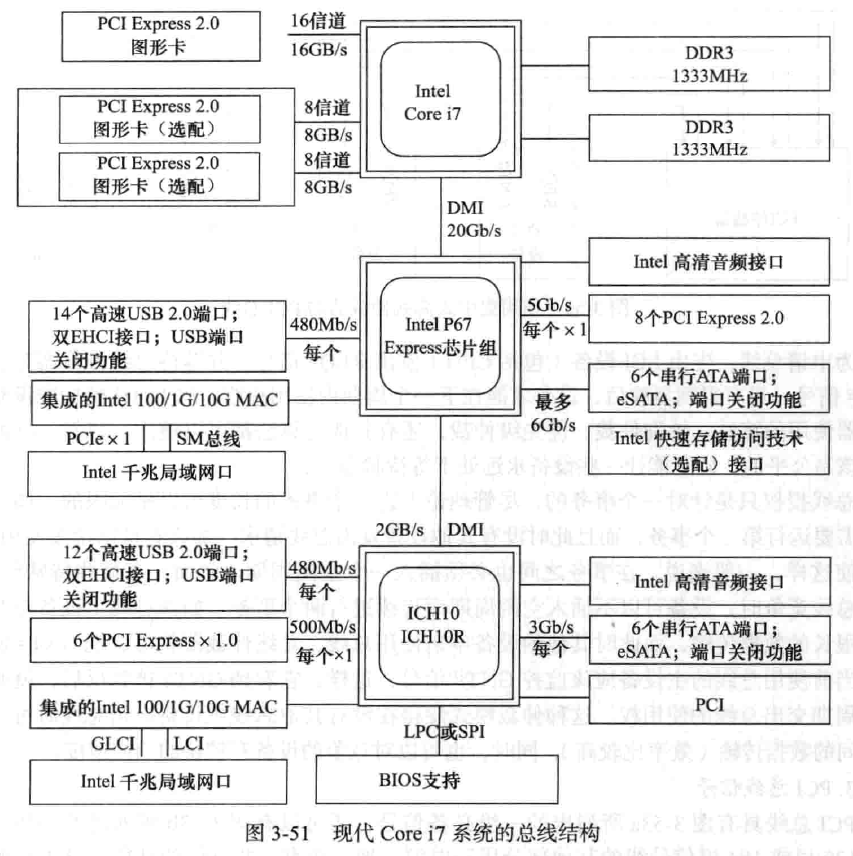 PCI Express 2.0
图形卡
16信道
16GB/s
PCI Express 2.0
图形卡（选配）
8信道
8GB/s
PCI Express 2.0
图形卡（选配）
8信道
8GB/s
Intel
Core i7
DDR3
1333MHz
DDR3
1333MHz
DMI
20Gb/s
14个高速USB 2.0端口；
双EHCI接口；USB端口
关闭功能
480Mb/s
每个
集成的Intel 100/1G/10G MAC
PCIe×1
SM总线
Intel 千兆局域网口
Intel P67
Express芯片组
Intel 高清音频接口
5Gb/s
每个×1
8个PCI Express 2.0
最多
6Gb/s
6个串行ATA端口；
eSATA；端口关闭功能
Intel 快速存储访问技术
（选配）接口
2GB/s
DMI
12个高速USB 2.0端口；
双EHCI接口；USB端口
关闭功能
480Mb/s
每个
6个PCI Express×1.0
500Mb/s
每个×1
集成的Intel 100/1G/10G MAC
GLCI
LCI
Intel 千兆局域网口
ICH10
ICH10R
Intel 高清音频接口
3Gb/s
每个
6个串行ATA端口；
eSATA；端口关闭功能
PCI
LPC或SPI
BIOS支持
图 3-51 现代 Core i7 系统的总线结构